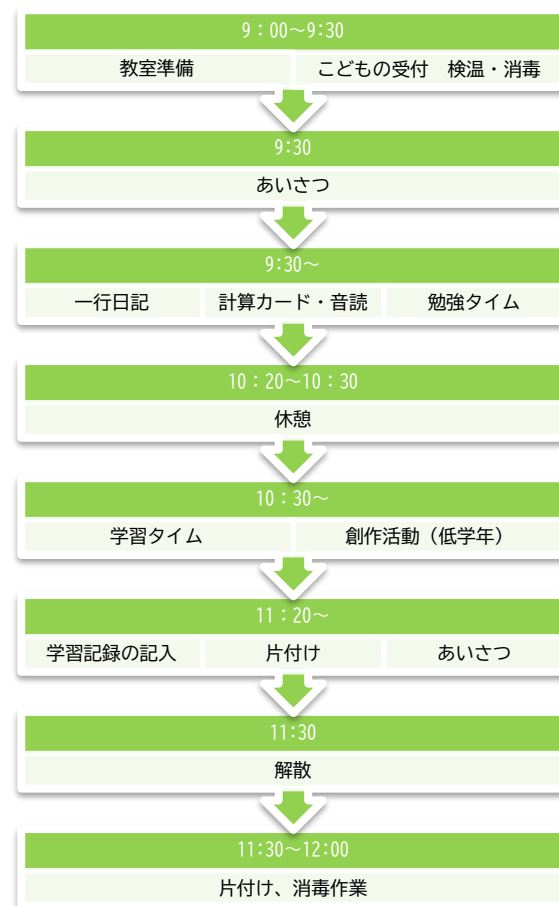 9：00～9:30
教室準備　こどもの受付　検温・消毒
9:30
あいさつ
9:30～
一行日記　計算カード・音読　勉強タイム
10：20～10：30
休憩
10：30～
学習タイム　創作活動（低学年）
11：20～
学習記録の記入　片付け　あいさつ
11:30
解散
11:30～12:00
片付け、消毒作業